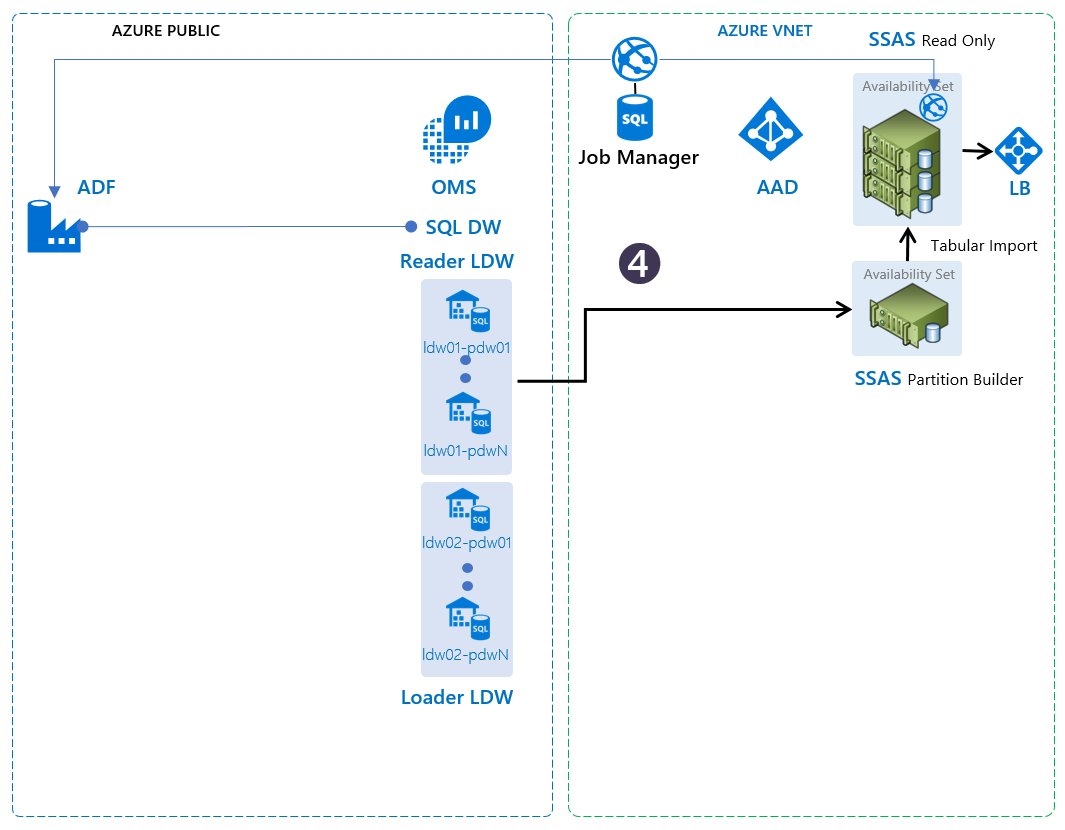 AZURE PUBLIC
AZURE VNET
SSAS Read Only
Availability Set
SQL
Job Manager
AAD
LB
ADF
OMS
SQL DW
Reader LDW
Tabular Import
4
Availability Set
SQL
ldw01-pdw01
SQL
ldw01-pdwN
SSAS Partition Builder
SQL
ldw02-pdw01
SQL
ldw02-pdwN
Loader LDW